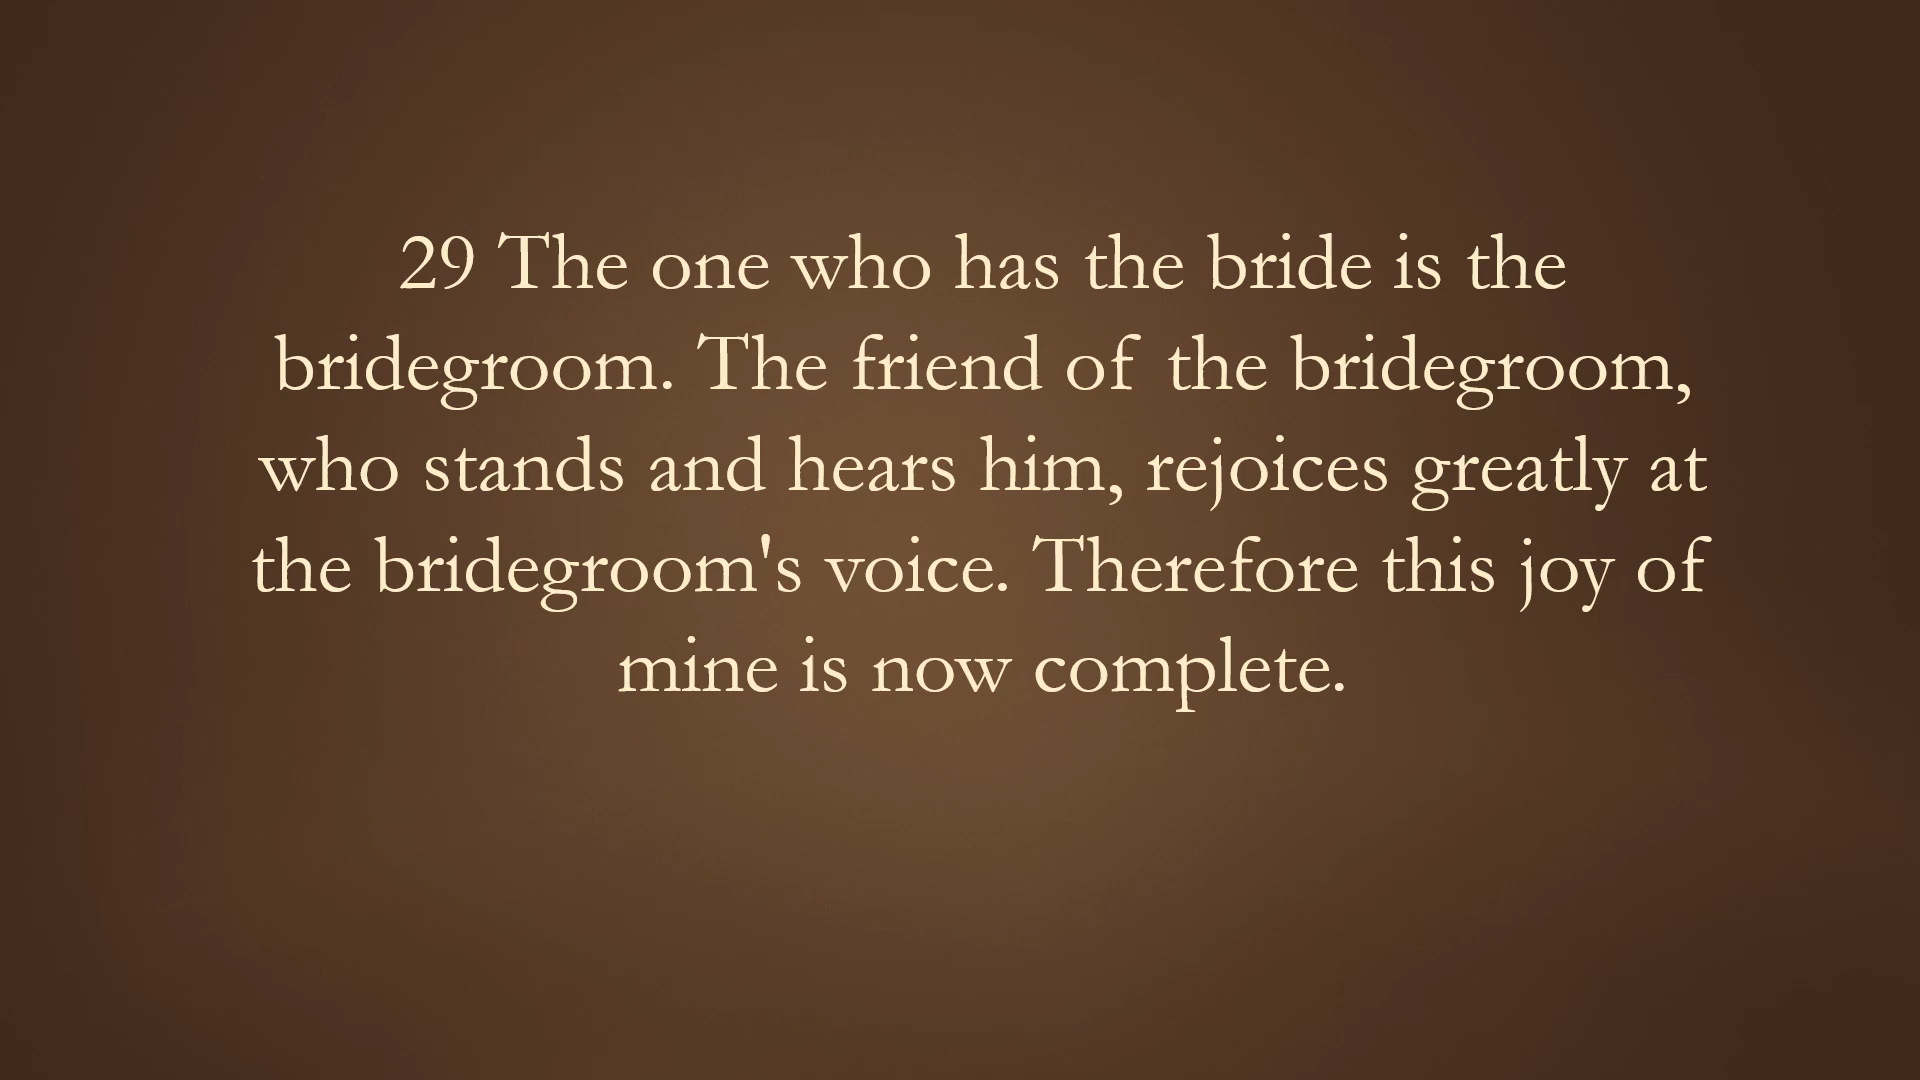 29 The one who has the bride is the
bridegroom. The friend of the bridegroom,
who stands and hears him, rejoices greatly at
the bridegroom's voice. Therefore this joy of
mine is now complete.